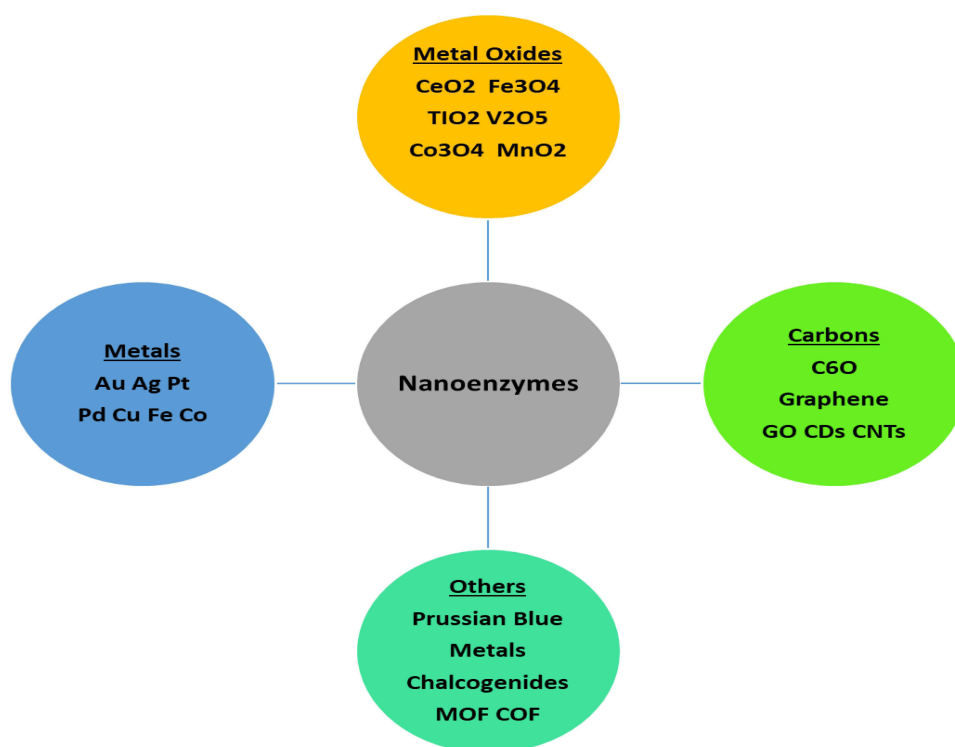 Metal Oxides
CeO2 Fe3O4
TIO2 V2O5
Co3O4 MnO2
Metals
Au Ag Pt
Pd Cu Fe Co
Nanoenzymes
Carbons
C6O
Graphene
GO CDs CNTs
Others
Prussian Blue
Metals
Chalcogenides
MOF COF